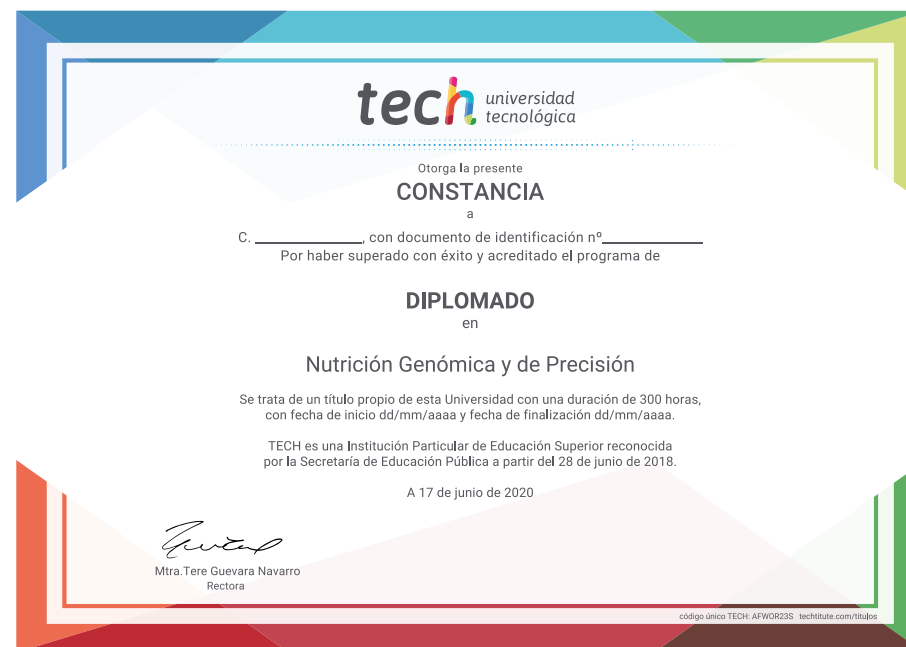 tech universidad
tecnológica
Otorga la presente
CONSTANCIA
a
C. ______________, con documento de identificación nº_____________
Por haber superado con éxito y acreditado el programa de
DIPLOMADO
en
Nutrición Genómica y de Precisión
Se trata de un título propio de esta Universidad con una duración de 300 horas,
con fecha de inicio dd/mm/aaaa y fecha de finalización dd/mm/aaaa.
TECH es una Institución Particular de Educación Superior reconocida
por la Secretaría de Educación Pública a partir del 28 de junio de 2018.
A 17 de junio de 2020
Mtra.Tere Guevara Navarro
Rectora
código único TECH: AFWOR23S techtitute.com/titulos